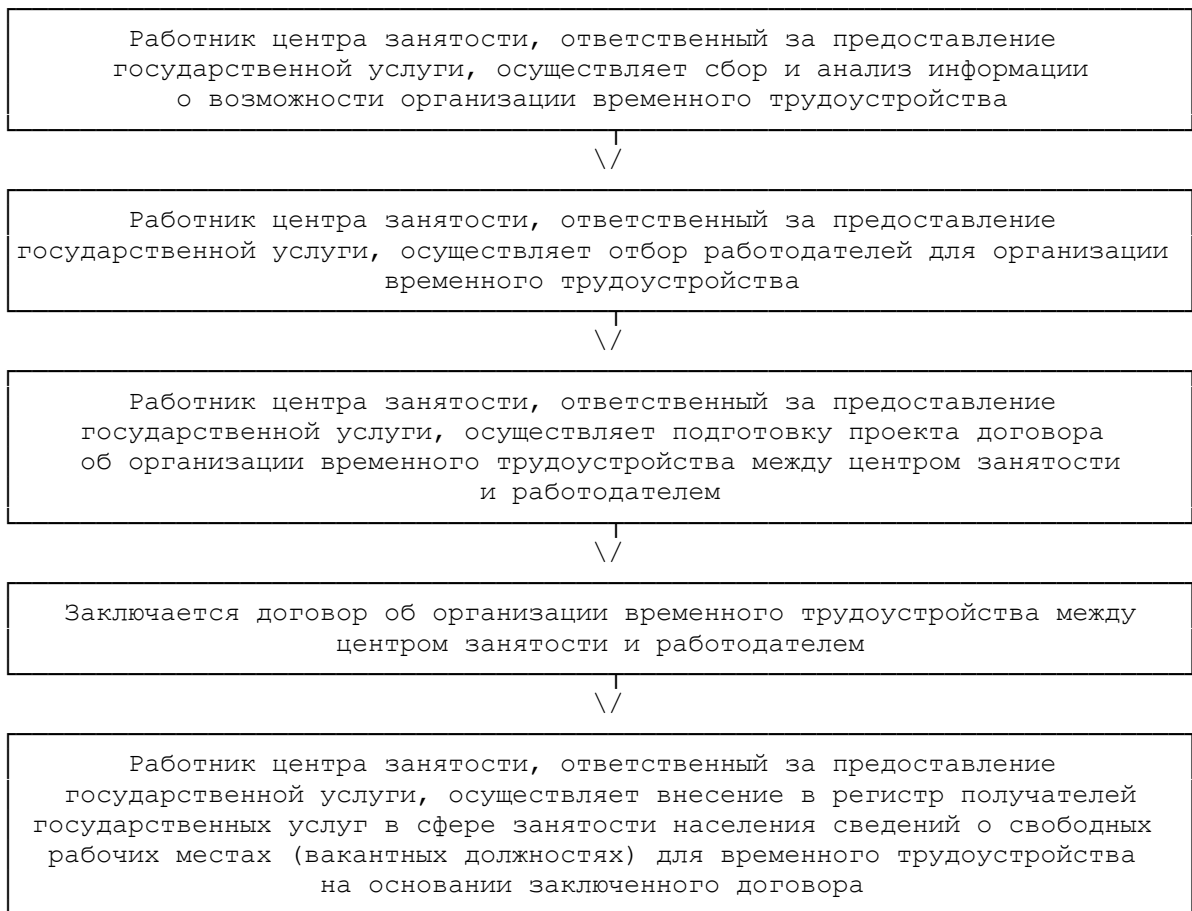 Работник центра занятости, ответственный за предоставление
государственной услуги, осуществляет сбор и анализ информации
о возможности организации временного трудоустройства
\/
Работник центра занятости, ответственный за предоставление
государственной услуги, осуществляет отбор работодателей для организации
временного трудоустройства
\/
Работник центра занятости, ответственный за предоставление
государственной услуги, осуществляет подготовку проекта договора
об организации временного трудоустройства между центром занятости
и работодателем
\/
Заключается договор об организации временного трудоустройства между
центром занятости и работодателем
\/
Работник центра занятости, ответственный за предоставление
государственной услуги, осуществляет внесение в регистр получателей
государственных услуг в сфере занятости населения сведений о свободных
рабочих местах (вакантных должностях) для временного трудоустройства
на основании заключенного договора